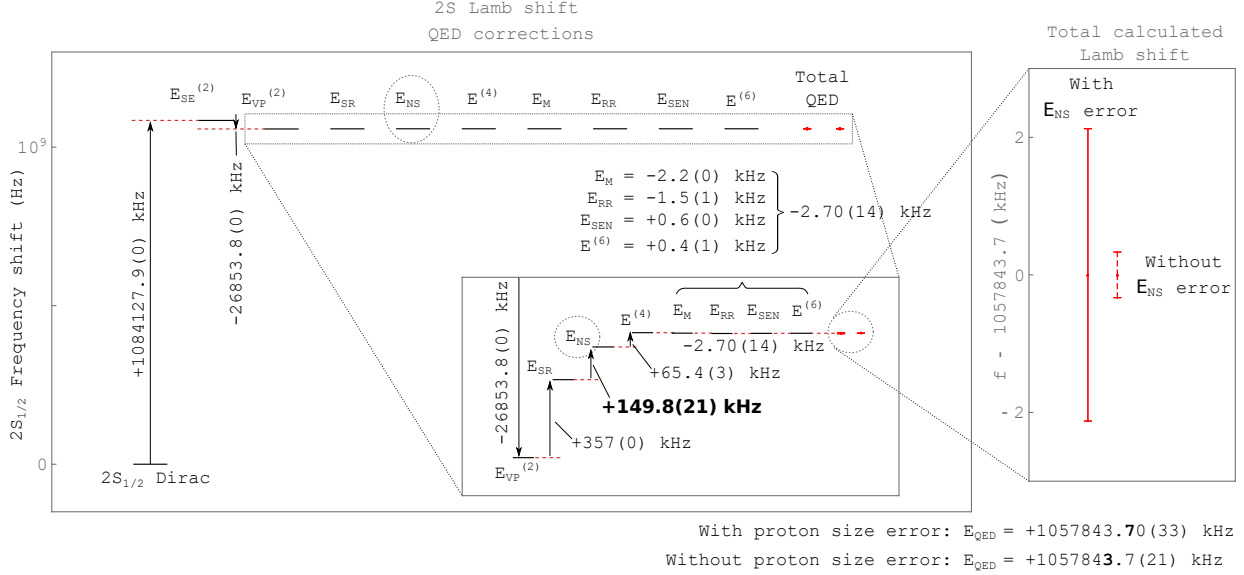 2S Lamb shift
QED corrections
Total calculated
Lamb shift
E_SE^(2)
E_VP^(2)
E_SR
E_NS
E^(4)
E_M
E_RR
E_SEN
E^(6)
Total
QED
With
E_NS error
Without
E_NS error
2
0
-2
f - 1057843.7 (kHz)
10^9
0
2S_1/2 Frequency shift (Hz)
+1084127.9(0) kHz
-26853.8(0) kHz
2S_1/2 Dirac
E_M = -2.2(0) kHz
E_RR = -1.5(1) kHz
E_SEN = +0.6(0) kHz
E^(6) = +0.4(1) kHz
-2.70(14) kHz
-26853.8(0) kHz
E_VP^(2)
E_SR
E_NS
E^(4)
E_M
E_RR
E_SEN
E^(6)
-2.70(14) kHz
+65.4(3) kHz
+149.8(21) kHz
+357(0) kHz
With proton size error: E_QED = +1057843.70(33) kHz
Without proton size error: E_QED = +1057843.7(21) kHz